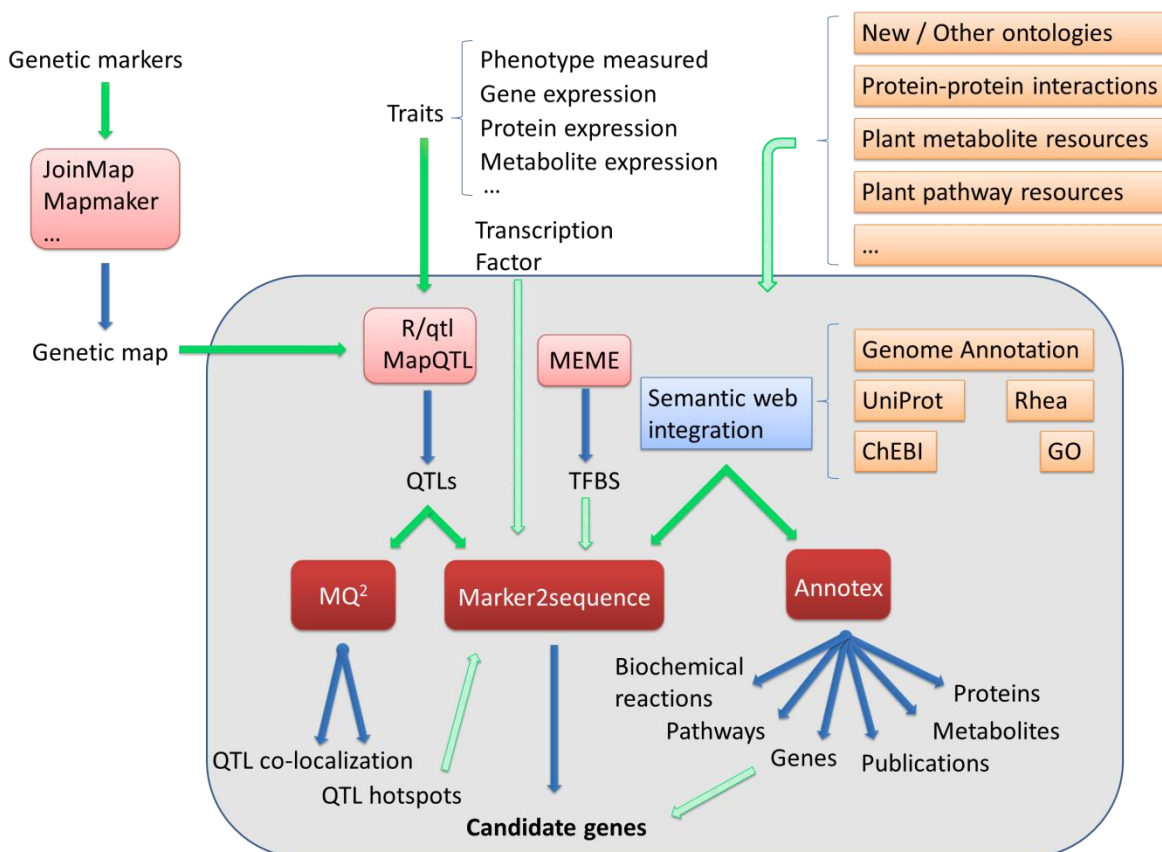 Genetic markers
JoinMap
Mapmaker
...
Genetic map
Traits
Phenotype measured
Gene expression
Protein expression
Metabolite expression
...
Transcription
Factor
New / Other ontologies
Protein-protein interactions
Plant metabolite resources
Plant pathway resources
...
R/qtl
MapQTL
MEME
Semantic web
integration
Genome Annotation
UniProt
Rhea
ChEBI
GO
QTLs
TFBS
MQ²
Marker2sequence
Annotex
Biochemical
reactions
Pathways
Genes
Publications
Metabolites
Proteins
QTL co-localization
QTL hotspots
Candidate genes